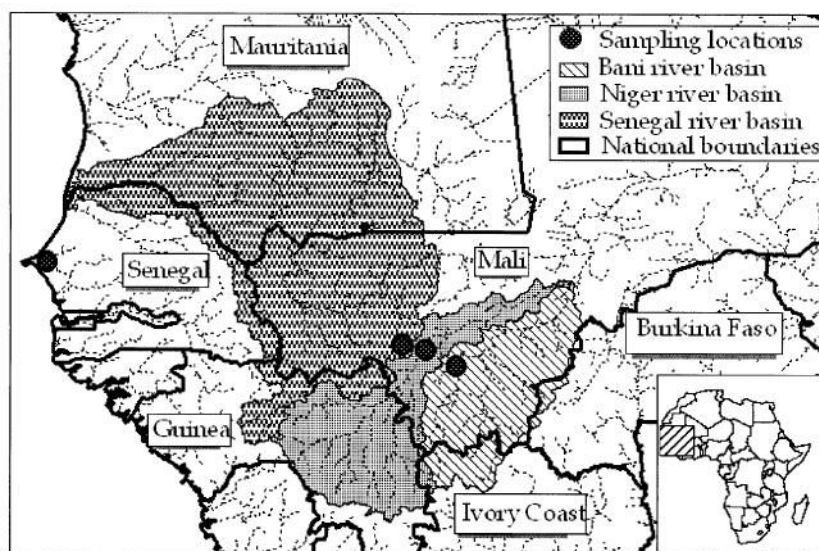 Mauritania
Sampling locations
Bani river basin
Niger river basin
Senegal river basin
National boundaries
Senegal
Mali
Burkina Faso
Guinea
Ivory Coast